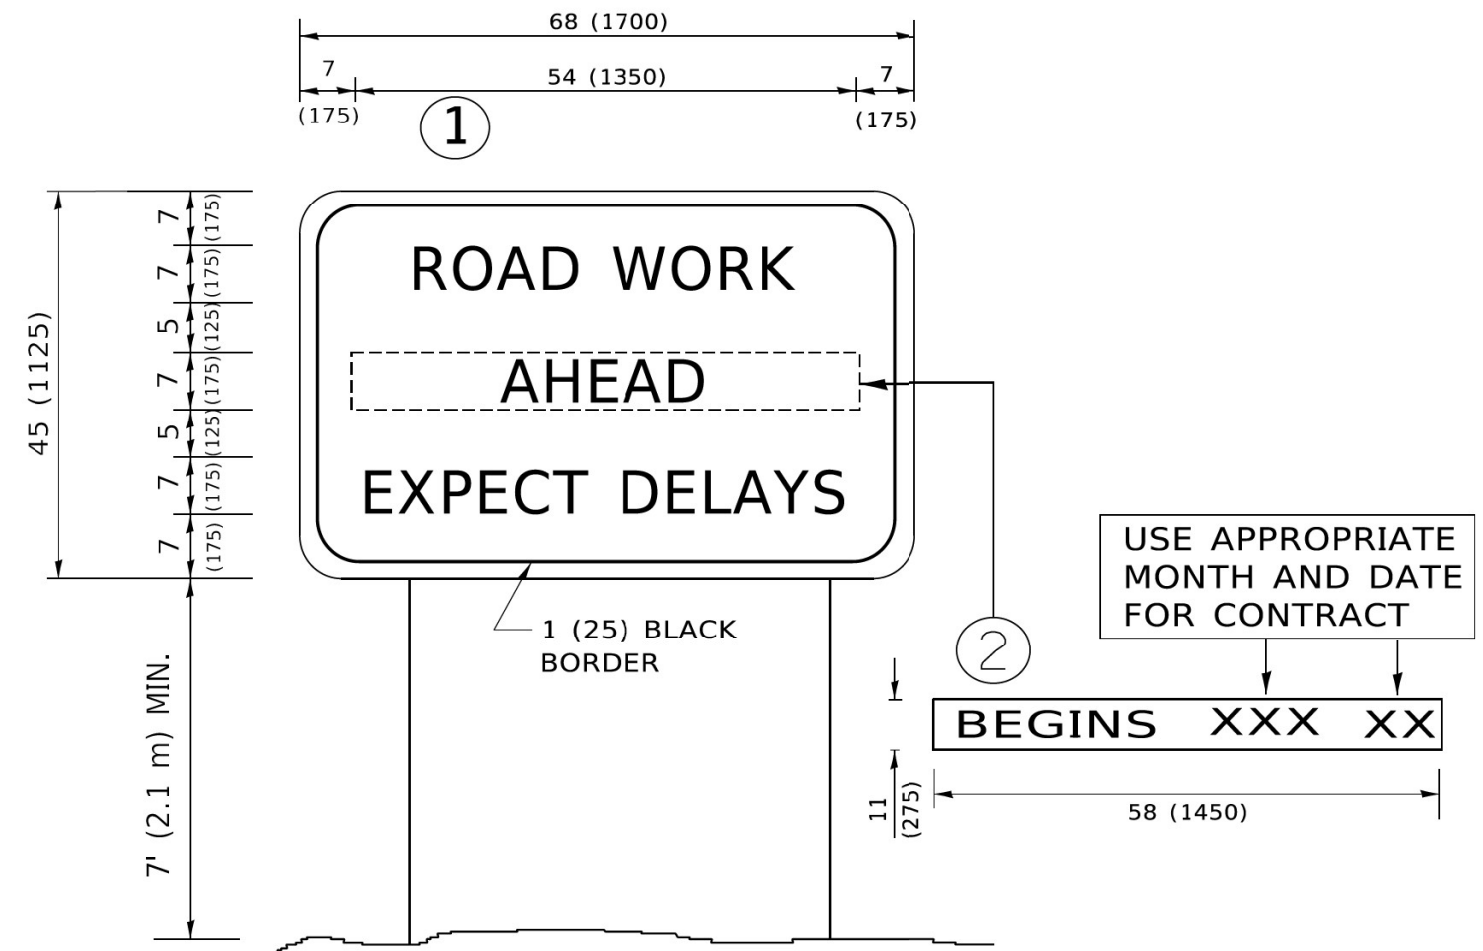 68 (1700)
7
54 (1350)
7
(175)
(175)
1
7 (175)
7 (175)
5 (125)
7 (175)
5 (125)
7 (175)
7 (175)
45 (1125)
ROAD WORK
AHEAD
EXPECT DELAYS
1 (25) BLACK
BORDER
7' (2.1 m) MIN.
2
USE APPROPRIATE
MONTH AND DATE
FOR CONTRACT
BEGINS XXX XX
11
(275)
58 (1450)